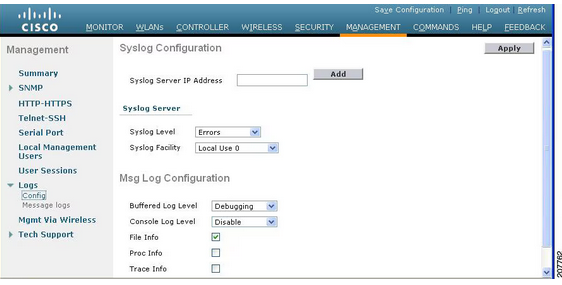 Save Configuration | Ping | Logout | Refresh
CISCO
MONITOR WLANs CONTROLLER WIRELESS SECURITY MANAGEMENT COMMANDS HELP FEEDBACK
Management
Summary
SNMP
HTTP-HTTPS
Telnet-SSH
Serial Port
Local Management
Users
User Sessions
Logs
Config
Message logs
Mgmt Via Wireless
Tech Support
Syslog Configuration
Apply
Syslog Server IP Address
Add
Syslog Server
Syslog Level Errors
Syslog Facility Local Use 0
Msg Log Configuration
Buffered Log Level Debugging
Console Log Level Disable
File Info
Proc Info
Trace Info
207762